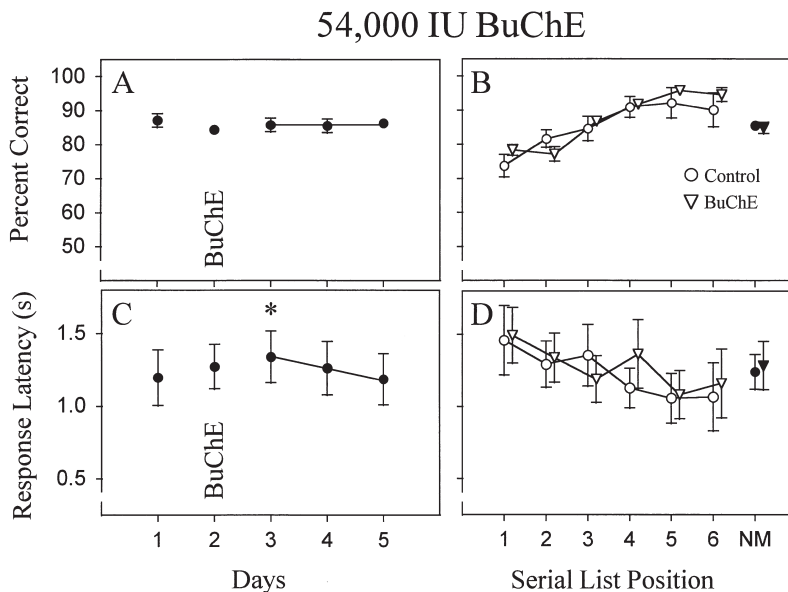 54,000 IU BuChE
A
Percent Correct
100
90
80
70
60
50
BuChE
B
Control
BuChE
C
Response Latency (s)
1.5
1.0
0.5
*
BuChE
1 2 3 4 5
Days
D
1 2 3 4 5 6 NM
Serial List Position